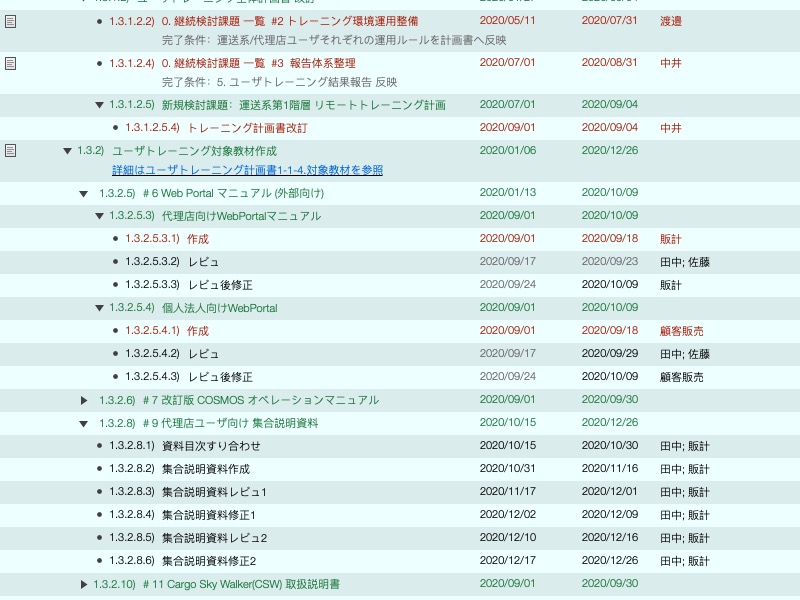 1.3.1.2.2) 0. 継続検討課題 一覧 #2 トレーニング環境運用整備 2020/05/11 2020/07/31 渡邉
完了条件: 運送系/代理店ユーザそれぞれの運用ルールを計画書へ反映
1.3.1.2.4) 0. 継続検討課題 一覧 #3 報告体系整理 2020/07/01 2020/08/31 中井
完了条件: 5. ユーザトレーニング結果報告 反映
1.3.1.2.5) 新規検討課題: 運送系第1階層 リモートトレーニング計画 2020/07/01 2020/09/04
1.3.1.2.5.4) トレーニング計画書改訂 2020/09/01 2020/09/04 中井
1.3.2) ユーザトレーニング対象教材作成 2020/01/06 2020/12/26
詳細はユーザトレーニング計画書1-1-4.対象教材を参照
1.3.2.5) # 6 Web Portal マニュアル (外部向け) 2020/01/13 2020/10/09
1.3.2.5.3) 代理店向けWebPortalマニュアル 2020/09/01 2020/10/09
1.3.2.5.3.1) 作成 2020/09/01 2020/09/18 販計
1.3.2.5.3.2) レビュ 2020/09/17 2020/09/23 田中; 佐藤
1.3.2.5.3.3) レビュ後修正 2020/09/24 2020/10/09 販計
1.3.2.5.4) 個人法人向けWebPortal 2020/09/01 2020/10/09
1.3.2.5.4.1) 作成 2020/09/01 2020/09/18 顧客販売
1.3.2.5.4.2) レビュ 2020/09/17 2020/09/29 田中; 佐藤
1.3.2.5.4.3) レビュ後修正 2020/09/24 2020/10/09 顧客販売
1.3.2.6) # 7 改訂版 COSMOS オペレーションマニュアル 2020/09/01 2020/09/30
1.3.2.8) # 9 代理店ユーザ向け 集合説明資料 2020/10/15 2020/12/26
1.3.2.8.1) 資料目次すり合わせ 2020/10/15 2020/10/30 田中; 販計
1.3.2.8.2) 集合説明資料作成 2020/10/31 2020/11/16 田中; 販計
1.3.2.8.3) 集合説明資料レビュ1 2020/11/17 2020/12/01 田中; 販計
1.3.2.8.4) 集合説明資料修正1 2020/12/02 2020/12/09 田中; 販計
1.3.2.8.5) 集合説明資料レビュ2 2020/12/10 2020/12/16 田中; 販計
1.3.2.8.6) 集合説明資料修正2 2020/12/17 2020/12/26 田中; 販計
1.3.2.10) # 11 Cargo Sky Walker(CSW) 取扱説明書 2020/09/01 2020/09/30